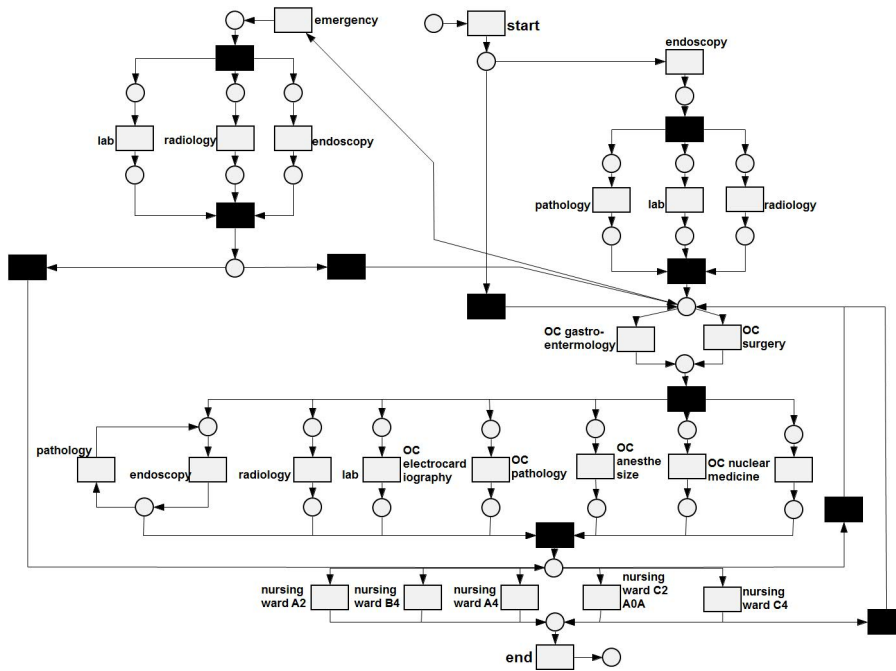 emergency
start
endoscopy
lab
radiology
endoscopy
pathology
lab
radiology
OC gastro-
entermology
OC
surgery
pathology
endoscopy
radiology
lab
OC
electrocard
iography
OC
pathology
OC
anesthe
size
OC nuclear
medicine
nursing
ward A2
nursing
ward B4
nursing
ward A4
nursing
ward C2
A0A
nursing
ward C4
end